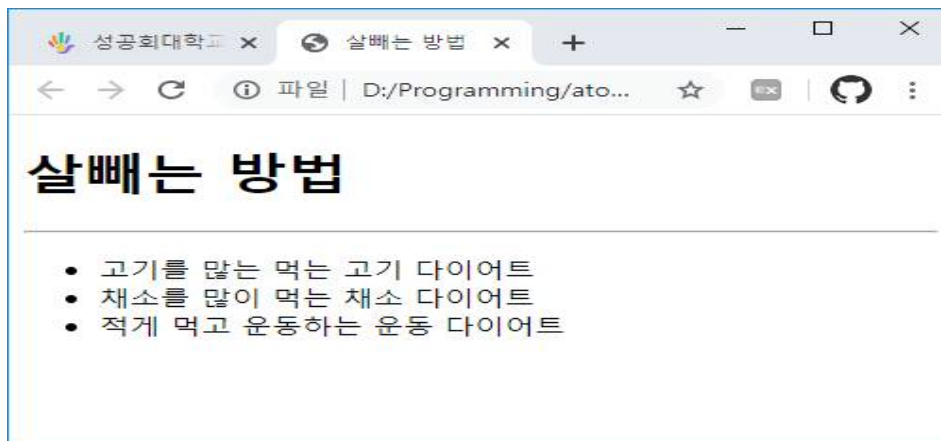 성공회대학교
살빼는 방법
파일 | D:/Programming/ato...
EX
살빼는 방법
고기를 많는 먹는 고기 다이어트
채소를 많이 먹는 채소 다이어트
적게 먹고 운동하는 운동 다이어트